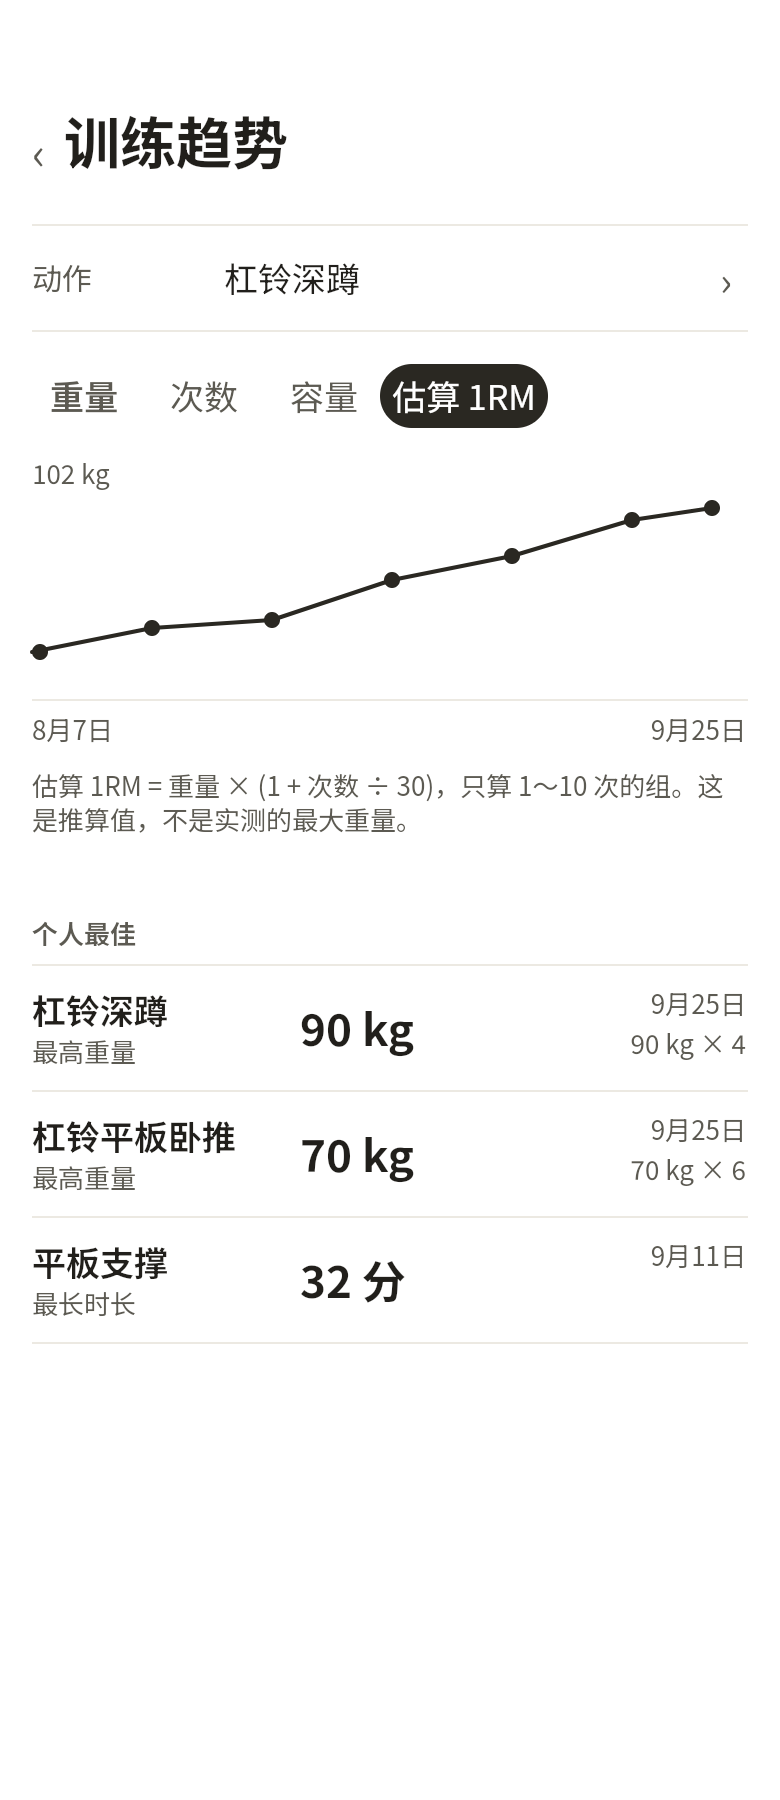 ‹ 训练趋势
动作 杠铃深蹲 ›
重量 次数 容量 估算 1RM
102 kg
8月7日 9月25日
估算 1RM = 重量 × (1 + 次数 ÷ 30)，只算 1～10 次的组。这
是推算值，不是实测的最大重量。
个人最佳
杠铃深蹲
最高重量
90 kg
9月25日
90 kg × 4
杠铃平板卧推
最高重量
70 kg
9月25日
70 kg × 6
平板支撑
最长时长
32 分
9月11日